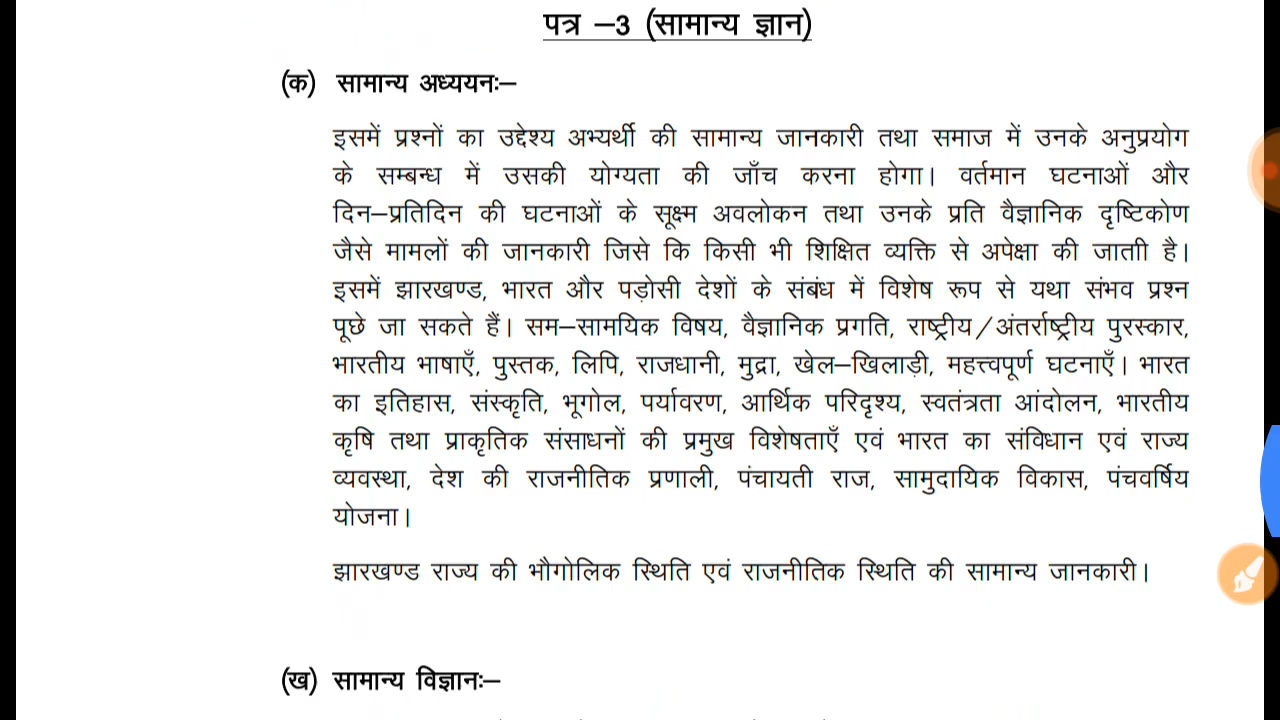 पत्र –3 (सामान्य ज्ञान)
(क) सामान्य अध्ययनः–
इसमें प्रश्नों का उद्देश्य अभ्यर्थी की सामान्य जानकारी तथा समाज में उनके अनुप्रयोग
के सम्बन्ध में उसकी योग्यता की जाँच करना होगा। वर्तमान घटनाओं और
दिन–प्रतिदिन की घटनाओं के सूक्ष्म अवलोकन तथा उनके प्रति वैज्ञानिक दृष्टिकोण
जैसे मामलों की जानकारी जिसे कि किसी भी शिक्षित व्यक्ति से अपेक्षा की जाताी है।
इसमें झारखण्ड, भारत और पड़ोसी देशों के संबंध में विशेष रूप से यथा संभव प्रश्न
पूछे जा सकते हैं। सम–सामयिक विषय, वैज्ञानिक प्रगति, राष्ट्रीय/अंतर्राष्ट्रीय पुरस्कार,
भारतीय भाषाएँ, पुस्तक, लिपि, राजधानी, मुद्रा, खेल–खिलाड़ी, महत्त्वपूर्ण घटनाएँ। भारत
का इतिहास, संस्कृति, भूगोल, पर्यावरण, आर्थिक परिदृश्य, स्वतंत्रता आंदोलन, भारतीय
कृषि तथा प्राकृतिक संसाधनों की प्रमुख विशेषताएँ एवं भारत का संविधान एवं राज्य
व्यवस्था, देश की राजनीतिक प्रणाली, पंचायती राज, सामुदायिक विकास, पंचवर्षिय
योजना।
झारखण्ड राज्य की भौगोलिक स्थिति एवं राजनीतिक स्थिति की सामान्य जानकारी।
(ख) सामान्य विज्ञानः–